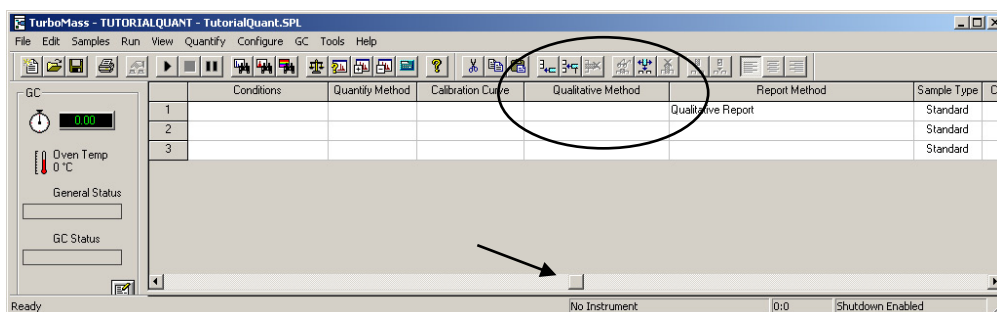 TurboMass - TUTORIALQUANT - TutorialQuant.SPL
File Edit Samples Run View Quantify Configure GC Tools Help
GC
0.00
Oven Temp
0 °C
General Status
GC Status
Conditions Quantify Method Calibration Curve Qualitative Method Report Method Sample Type C
1 Qualitative Report Standard
2 Standard
3 Standard
Ready No Instrument 0:0 Shutdown Enabled